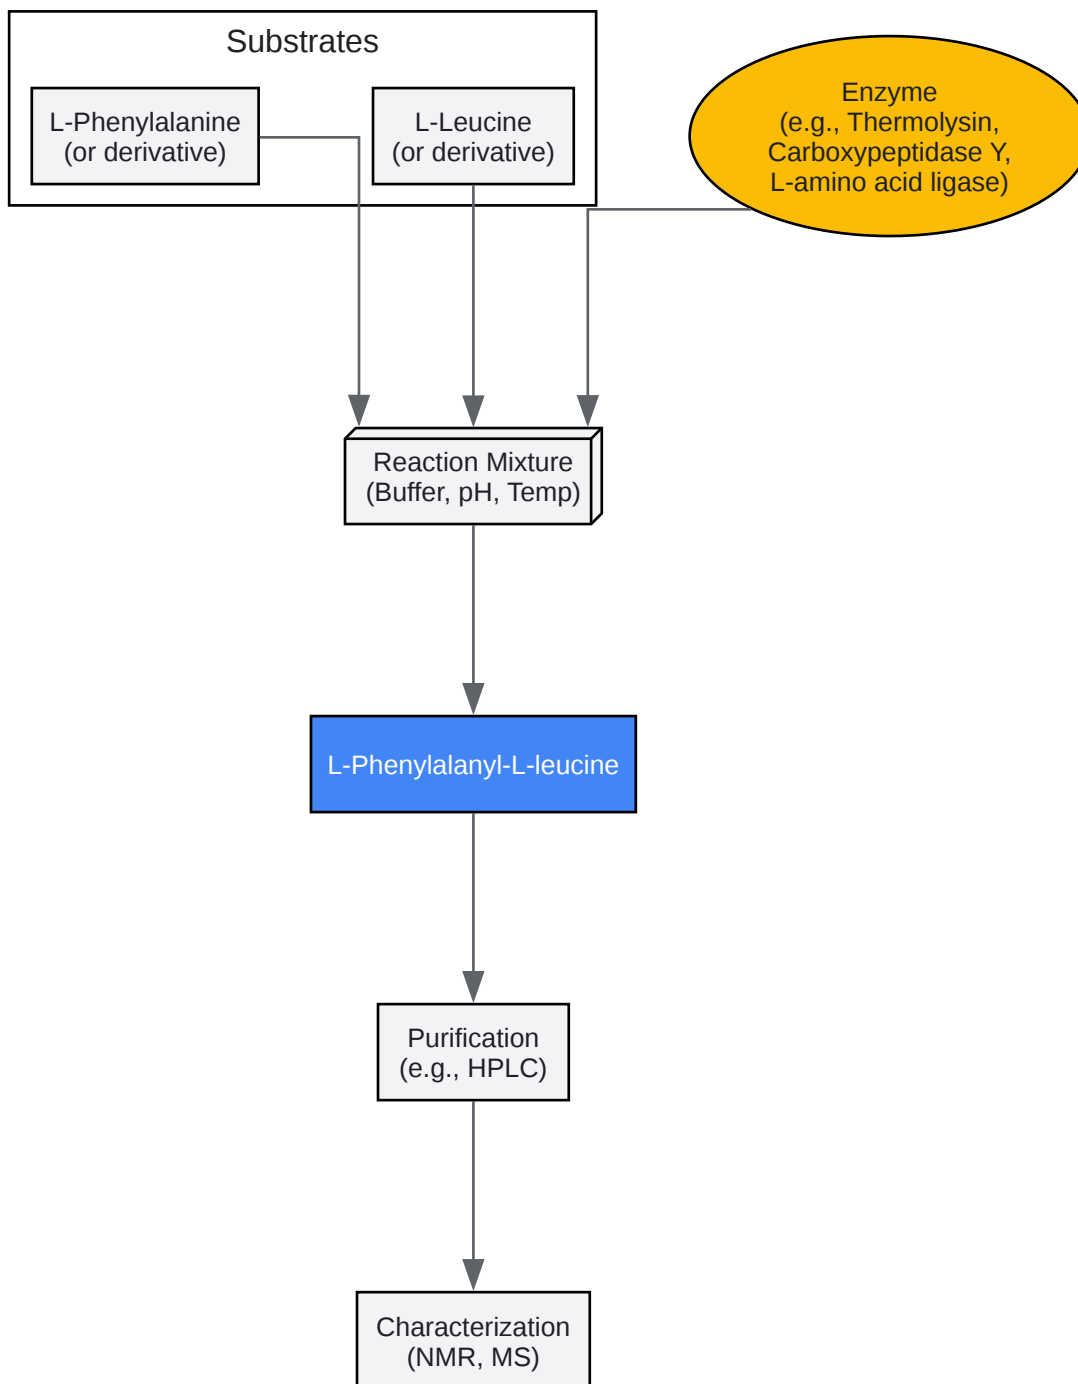 Substrates
L-Phenylalanine
(or derivative)
L-Leucine
(or derivative)
Enzyme
(e.g., Thermolysin,
Carboxypeptidase Y,
L-amino acid ligase)
Reaction Mixture
(Buffer, pH, Temp)
L-Phenylalanyl-L-leucine
Purification
(e.g., HPLC)
Characterization
(NMR, MS)